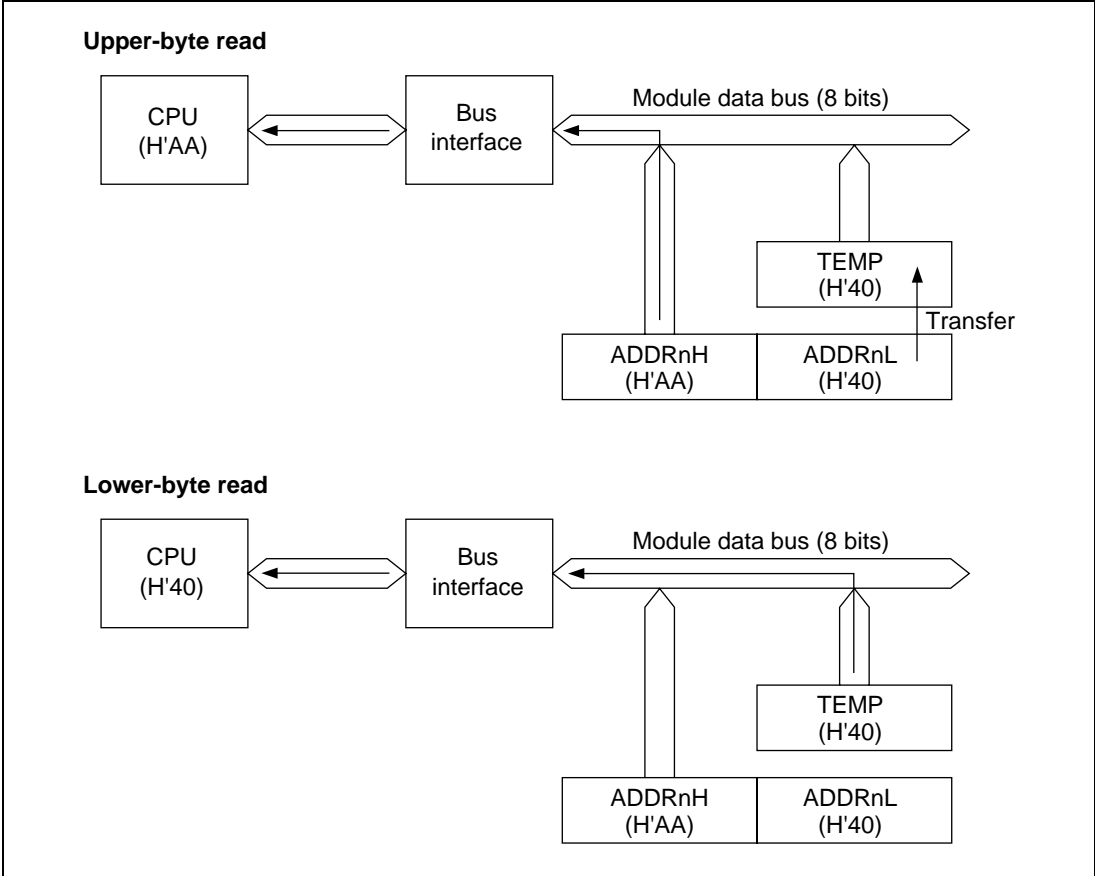 Upper-byte read
CPU
(H'AA)
Bus
interface
Module data bus (8 bits)
TEMP
(H'40)
Transfer
ADDRnH
(H'AA)
ADDRnL
(H'40)
Lower-byte read
CPU
(H'40)
Bus
interface
Module data bus (8 bits)
TEMP
(H'40)
ADDRnH
(H'AA)
ADDRnL
(H'40)